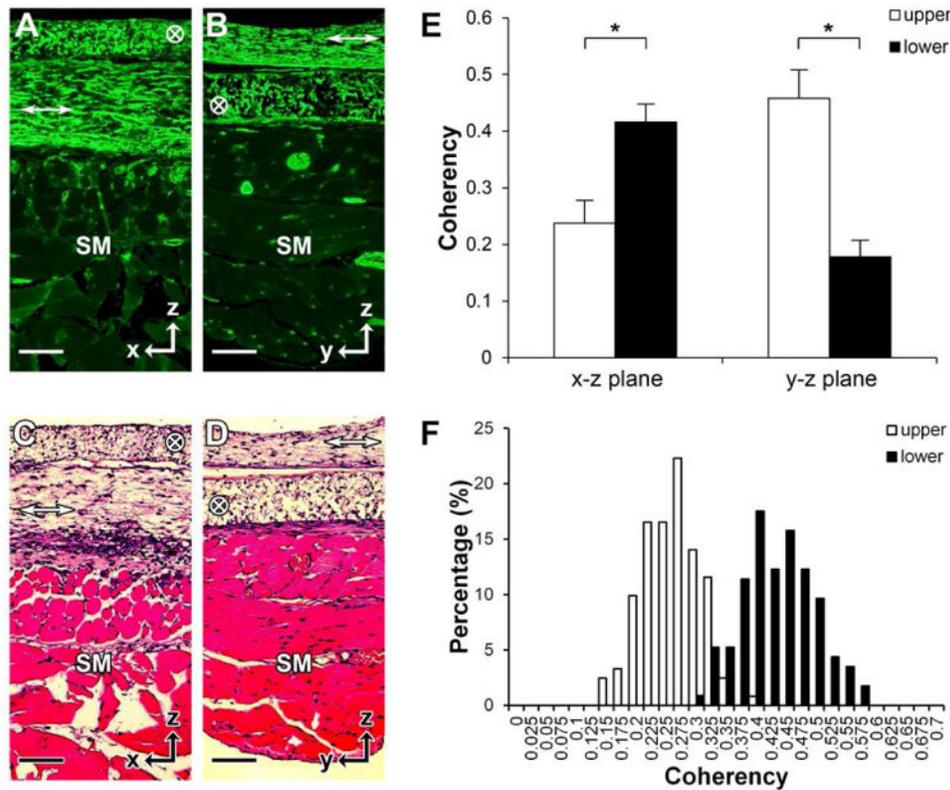 A
B
SM
SM
z
x
z
y
C
D
SM
SM
z
x
z
y
E
upper
lower
*
*
Coherency
0.6
0.5
0.4
0.3
0.2
0.1
0
x-z plane
y-z plane
F
upper
lower
Percentage (%)
25
20
15
10
5
0
0
0.025
0.05
0.075
0.1
0.125
0.15
0.175
0.2
0.225
0.25
0.275
0.3
0.325
0.35
0.375
0.4
0.425
0.45
0.475
0.5
0.525
0.55
0.575
0.6
0.625
0.65
0.675
0.7
Coherency